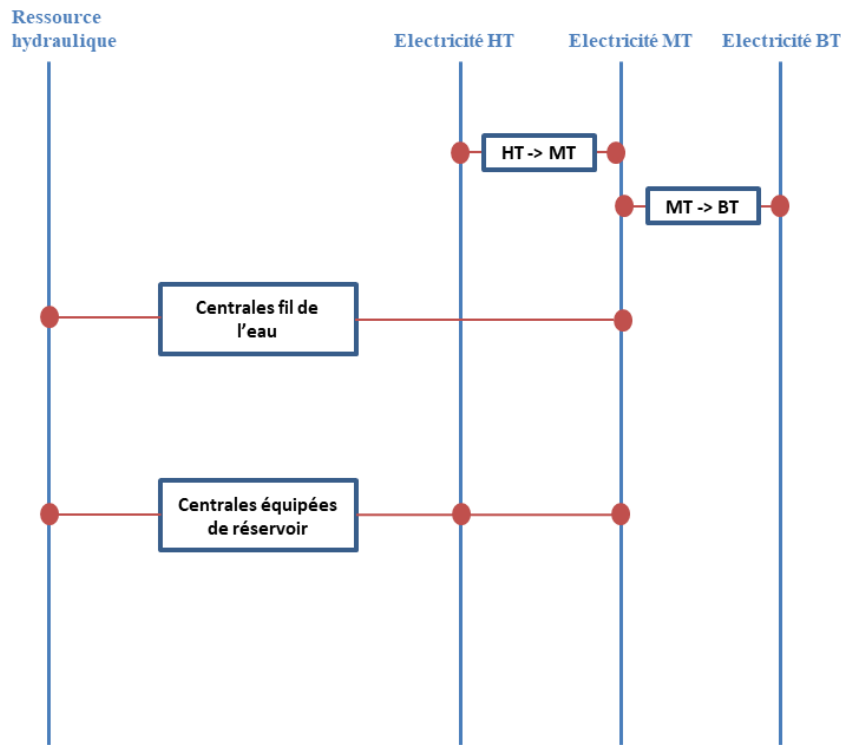 Ressource
hydraulique
Electricité HT
Electricité MT
Electricité BT
HT -> MT
MT -> BT
Centrales fil de
l’eau
Centrales équipées
de réservoir